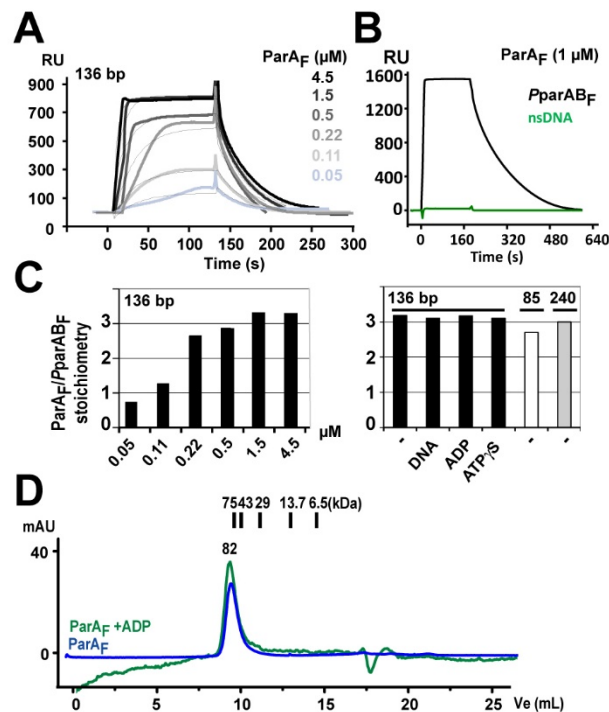 A
RU
136 bp
ParAF (µM)
4.5
1.5
0.5
0.22
0.11
0.05
900
700
500
300
100
0 50 100 150 200 250 300
Time (s)
B
RU
ParAF (1 µM)
PparABF
nsDNA
1600
1200
800
400
0
0 160 320 480 640
Time (s)
C
ParAF/PparABF
stoichiometry
136 bp
3
2
1
0
0.05 0.11 0.22 0.5 1.5 4.5 µM
136 bp 85 240
3
2
1
0
- DNA ADP ATPγS - -
D
mAU
75 43 29 13.7 6.5(kDa)
82
40
0
ParAF +ADP
ParAF
0 5 10 15 20 25 Ve (mL)